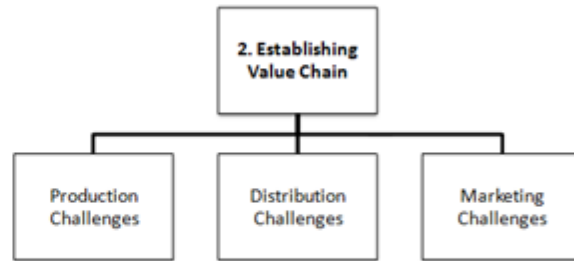 2. Establishing
Value Chain
Production
Challenges
Distribution
Challenges
Marketing
Challenges